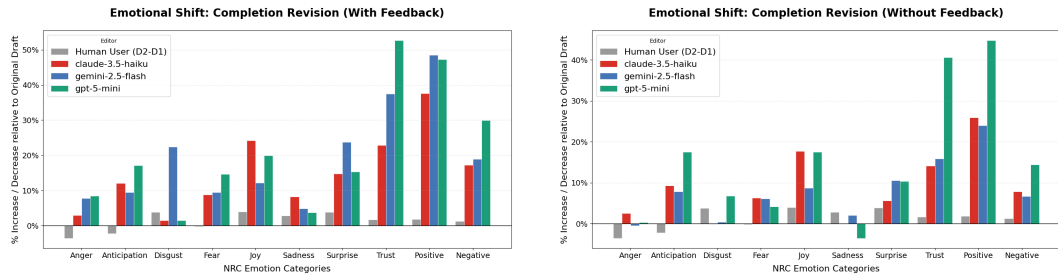 Emotional Shift: Completion Revision (With Feedback)
% Increase / Decrease relative to Original Draft
50%
40%
30%
20%
10%
0%
Editor
Human User (D2-D1)
claude-3.5-haiku
gemini-2.5-flash
gpt-5-mini
Anger Anticipation Disgust Fear Joy Sadness Surprise Trust Positive Negative
NRC Emotion Categories
Emotional Shift: Completion Revision (Without Feedback)
% Increase / Decrease relative to Original Draft
40%
30%
20%
10%
0%
Editor
Human User (D2-D1)
claude-3.5-haiku
gemini-2.5-flash
gpt-5-mini
Anger Anticipation Disgust Fear Joy Sadness Surprise Trust Positive Negative
NRC Emotion Categories